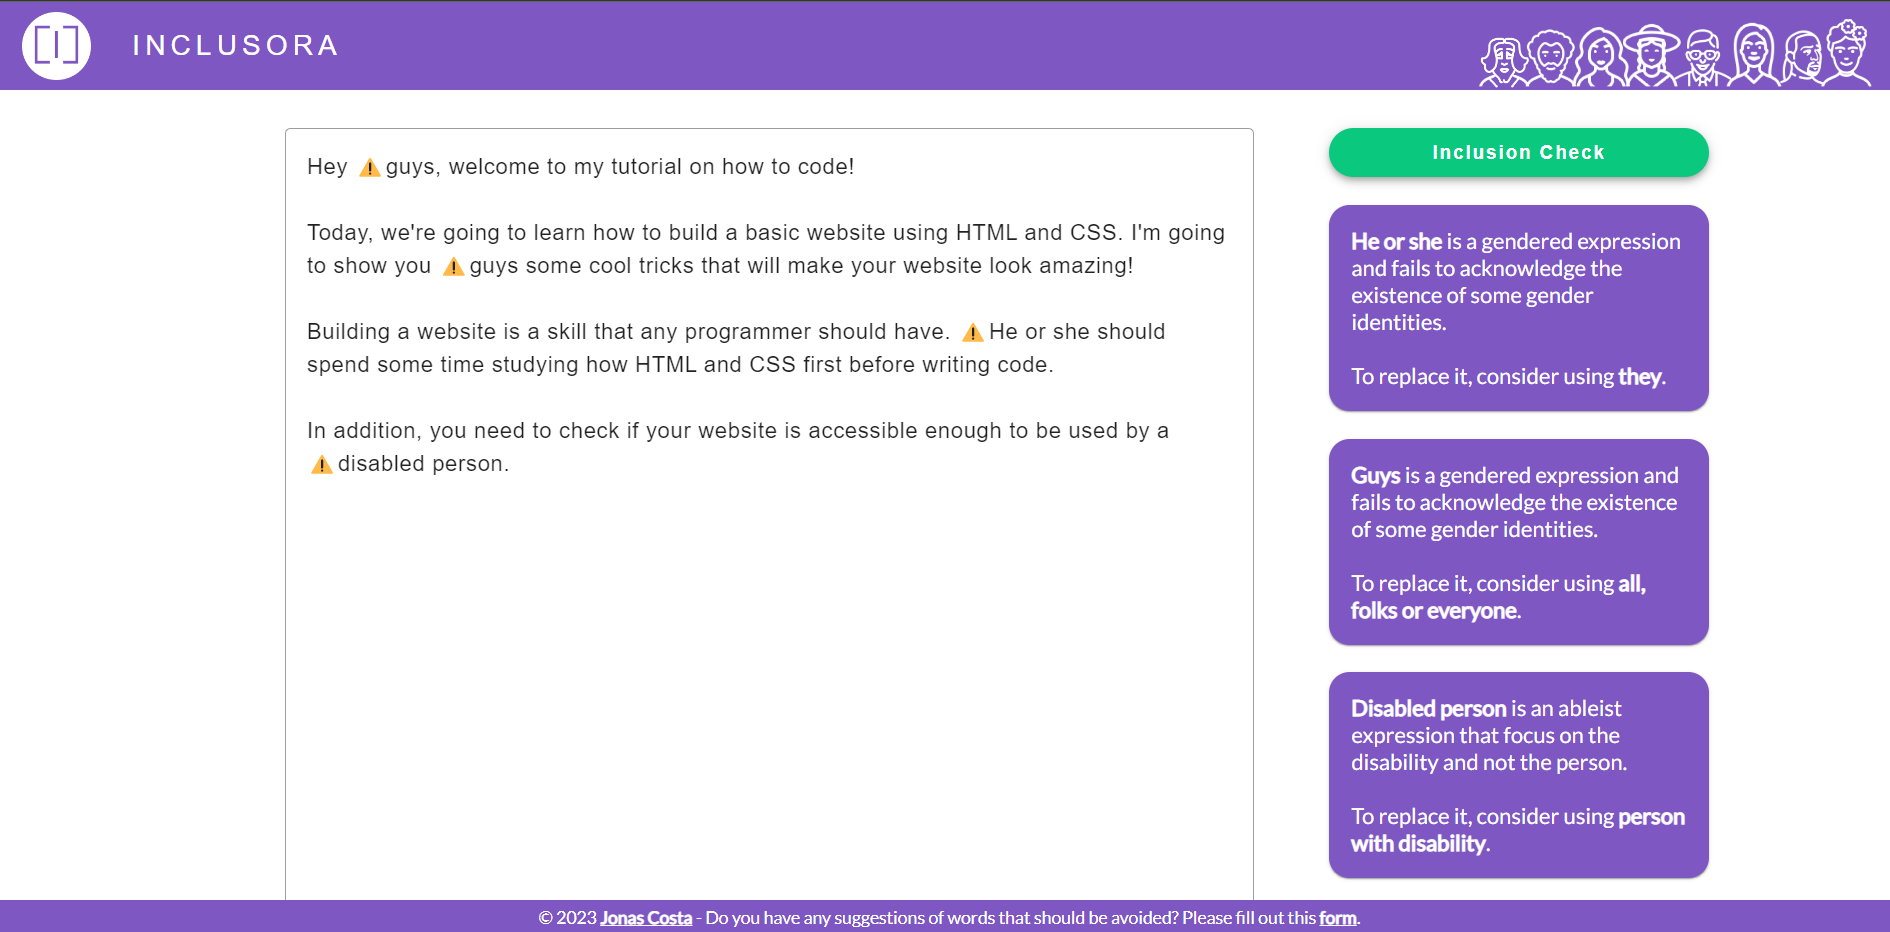 [I] INCLUSORA
Hey ⚠guys, welcome to my tutorial on how to code!
Today, we're going to learn how to build a basic website using HTML and CSS. I'm going
to show you ⚠guys some cool tricks that will make your website look amazing!
Building a website is a skill that any programmer should have. ⚠He or she should
spend some time studying how HTML and CSS first before writing code.
In addition, you need to check if your website is accessible enough to be used by a
⚠disabled person.
Inclusion Check
He or she is a gendered expression
and fails to acknowledge the
existence of some gender
identities.
To replace it, consider using they.
Guys is a gendered expression and
fails to acknowledge the existence
of some gender identities.
To replace it, consider using all,
folks or everyone.
Disabled person is an ableist
expression that focus on the
disability and not the person.
To replace it, consider using person
with disability.
© 2023 Jonas Costa - Do you have any suggestions of words that should be avoided? Please fill out this form.